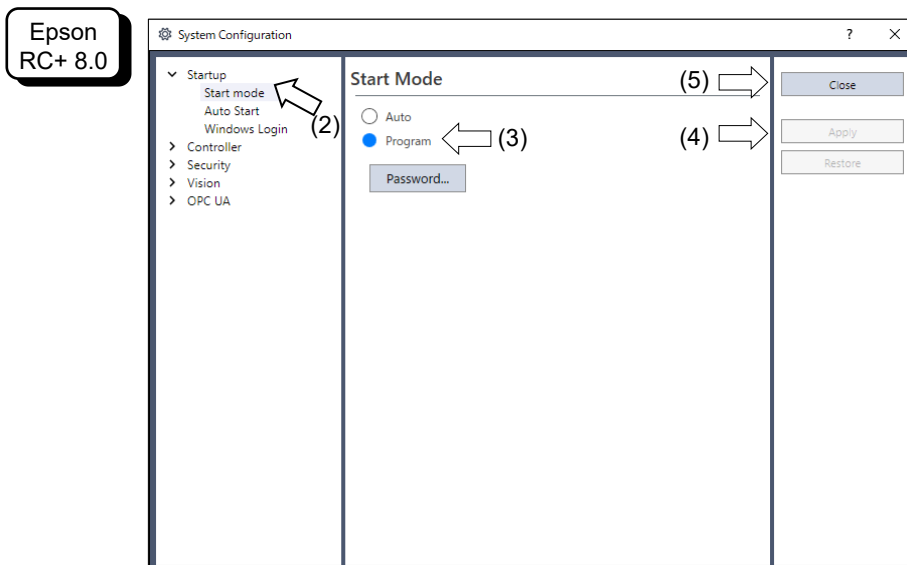 Epson
RC+ 8.0
System Configuration
?
Startup
Start mode
Auto Start
Windows Login
Controller
Security
Vision
OPC UA
(2)
Start Mode
Auto
Program
(3)
Password...
(5)
Close
(4)
Apply
Restore